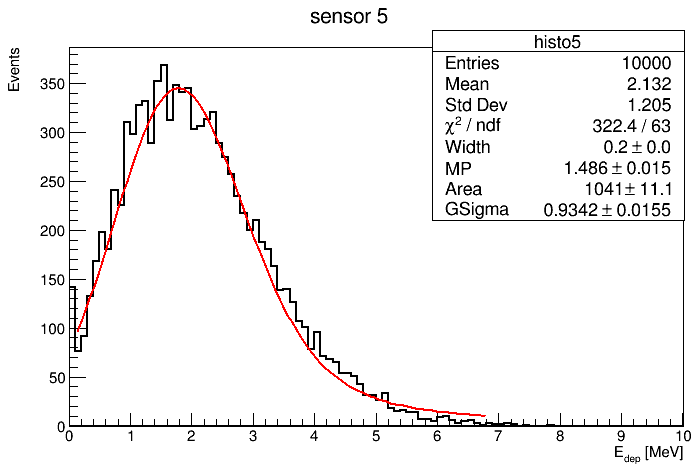 sensor 5
Events
histo5
Entries 10000
Mean 2.132
Std Dev 1.205
χ² / ndf 322.4 / 63
Width 0.2 ± 0.0
MP 1.486 ± 0.015
Area 1041 ± 11.1
GSigma 0.9342 ± 0.0155
350
300
250
200
150
100
50
0
0 1 2 3 4 5 6 7 8 9 10
E_dep [MeV]